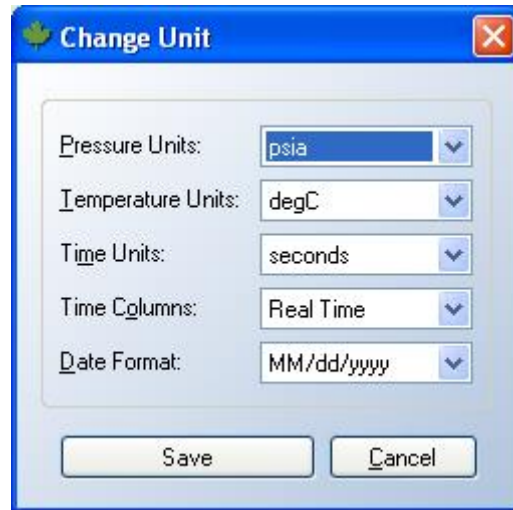 Change Unit
Pressure Units: psia
Temperature Units: degC
Time Units: seconds
Time Columns: Real Time
Date Format: MM/dd/yyyy
Save Cancel